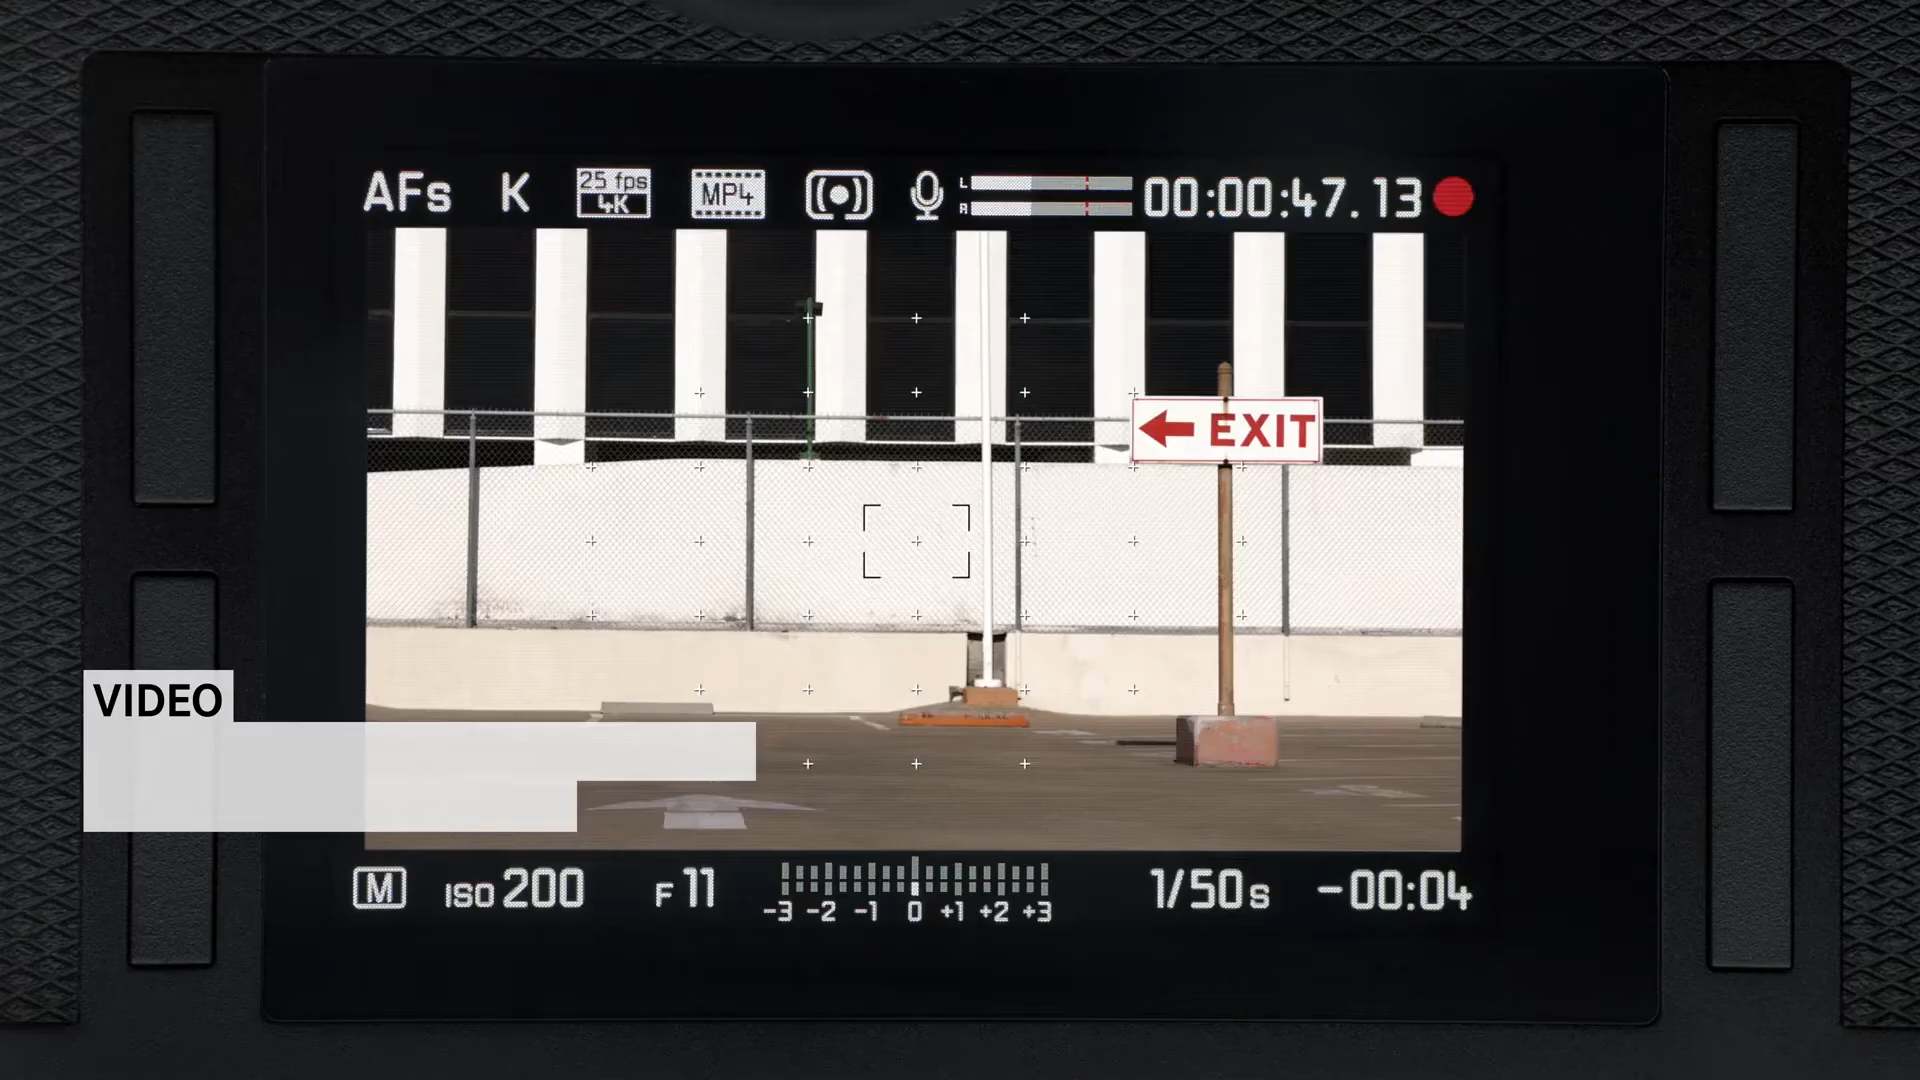 AFs K 25 fps 4K MP4 L R 00:00:47.13
EXIT
VIDEO
M ISO 200 F 11 -3 -2 -1 0 +1 +2 +3 1/50s -00:04